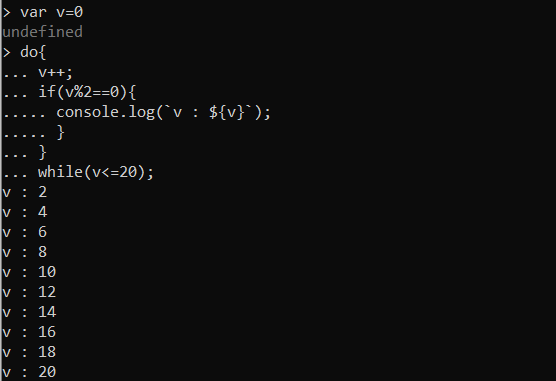 > var v=0
undefined
> do{
... v++;
... if(v%2==0){
..... console.log(`v : ${v}`);
..... }
... }
... while(v<=20);
v : 2
v : 4
v : 6
v : 8
v : 10
v : 12
v : 14
v : 16
v : 18
v : 20